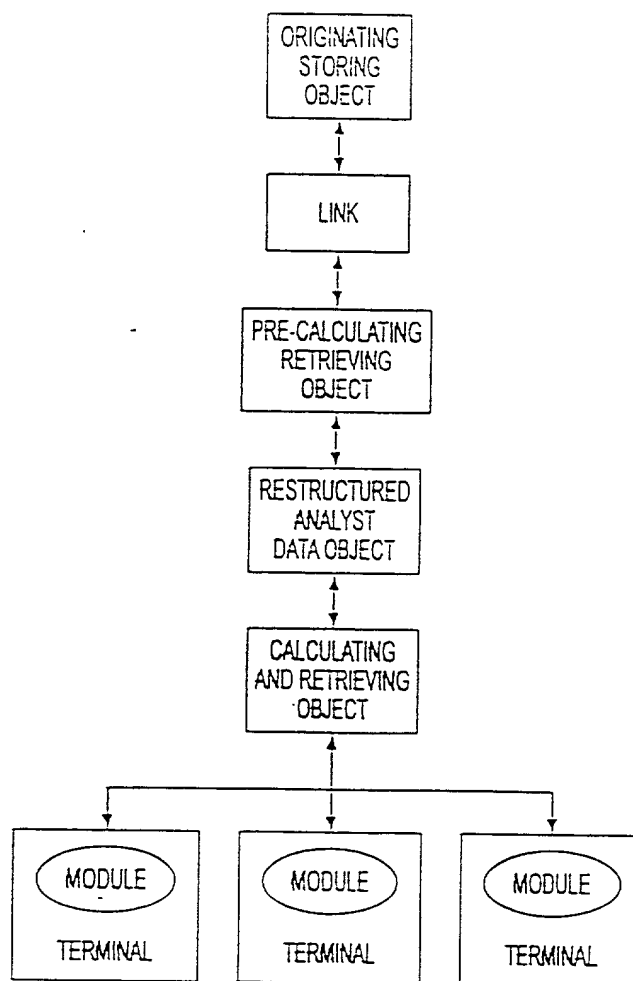 ORIGINATING
STORING
OBJECT
LINK
PRE-CALCULATING
RETRIEVING
OBJECT
RESTRUCTURED
ANALYST
DATA OBJECT
CALCULATING
AND RETRIEVING
OBJECT
MODULE
TERMINAL
MODULE
TERMINAL
MODULE
TERMINAL